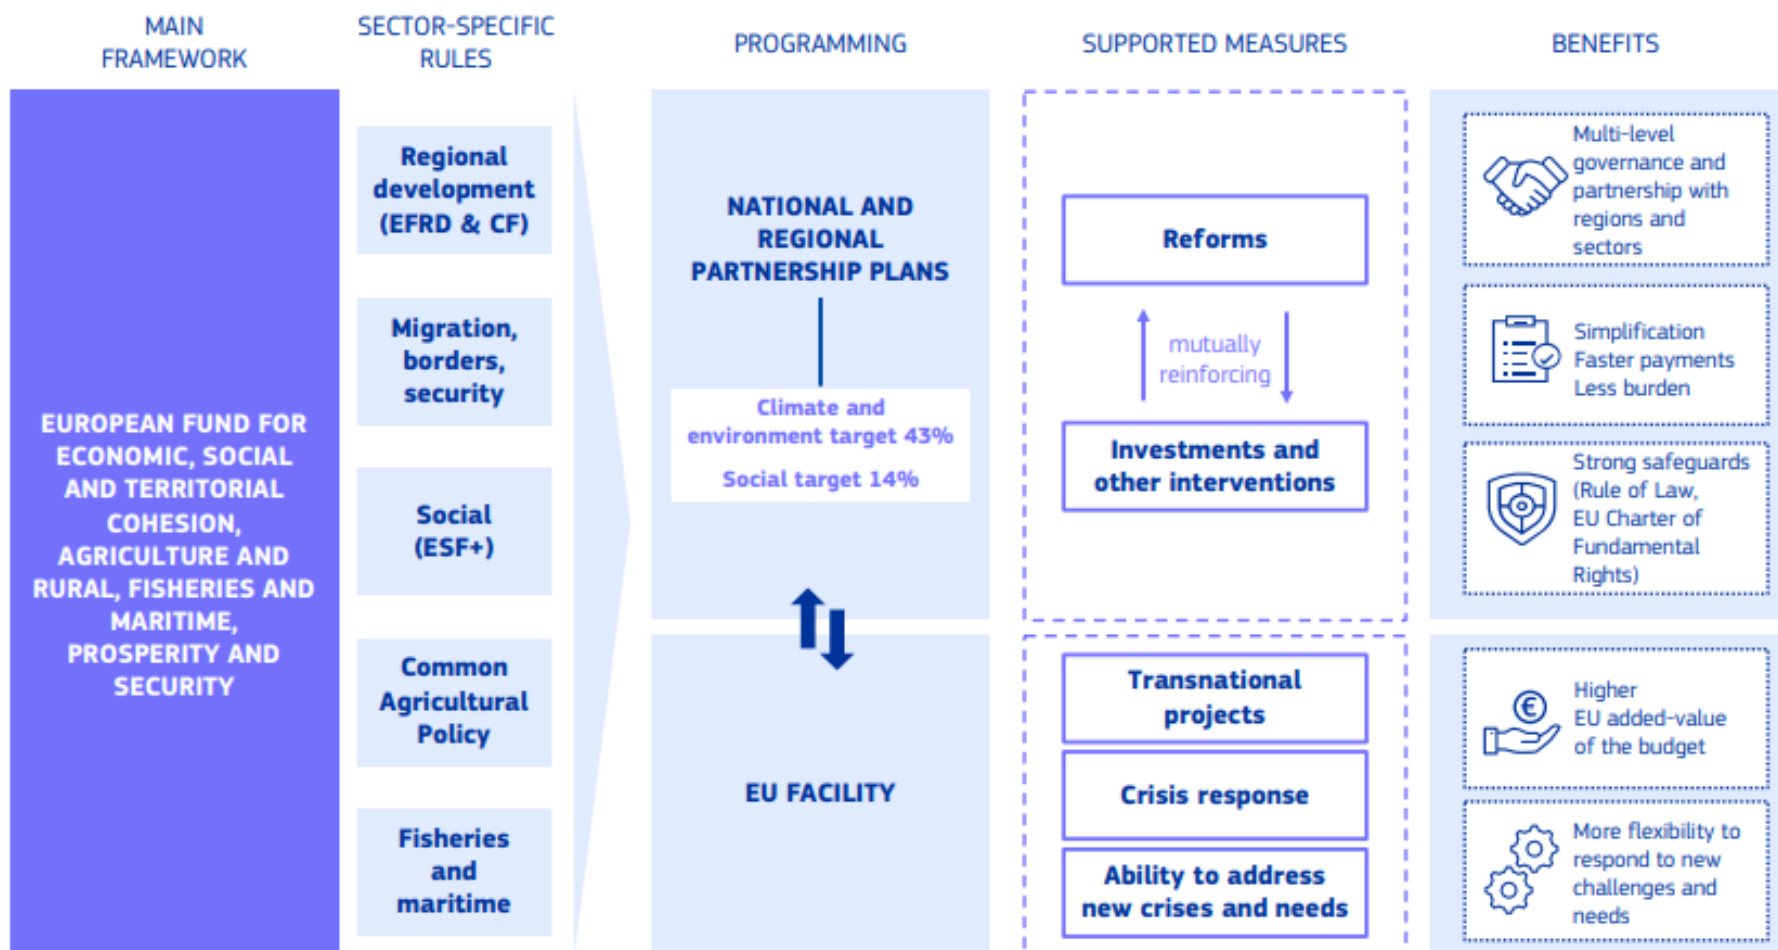 MAIN
FRAMEWORK
SECTOR-SPECIFIC
RULES
PROGRAMMING
SUPPORTED MEASURES
BENEFITS
EUROPEAN FUND FOR
ECONOMIC, SOCIAL
AND TERRITORIAL
COHESION,
AGRICULTURE AND
RURAL, FISHERIES AND
MARITIME,
PROSPERITY AND
SECURITY
Regional
development
(EFRD & CF)
Migration,
borders,
security
Social
(ESF+)
Common
Agricultural
Policy
Fisheries
and
maritime
NATIONAL AND
REGIONAL
PARTNERSHIP PLANS
Climate and
environment target 43%
Social target 14%
EU FACILITY
Reforms
mutually
reinforcing
Investments and
other interventions
Transnational
projects
Crisis response
Ability to address
new crises and needs
Multi-level
governance and
partnership with
regions and
sectors
Simplification
Faster payments
Less burden
Strong safeguards
(Rule of Law,
EU Charter of
Fundamental
Rights)
€
Higher
EU added-value
of the budget
More flexibility to
respond to new
challenges and
needs